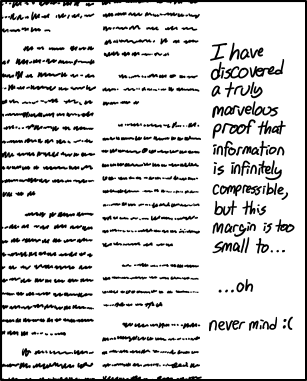 I have
discovered
a truly
marvelous
proof that
information
is infinitely
compressible,
but this
margin is too
small to...
...oh
never mind :(